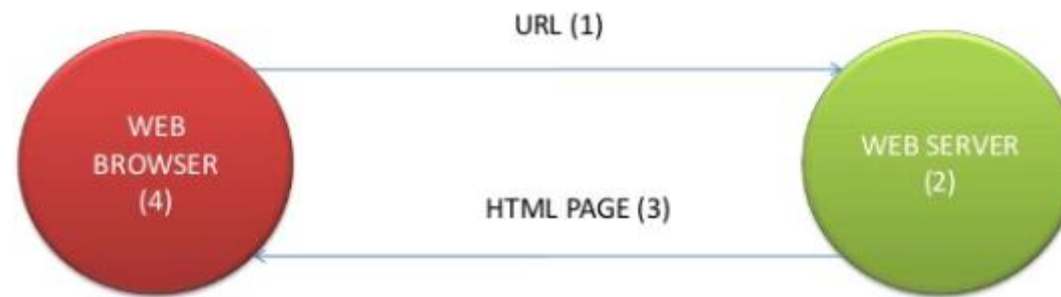 URL (1)
WEB
BROWSER
(4)
WEB SERVER
(2)
HTML PAGE (3)